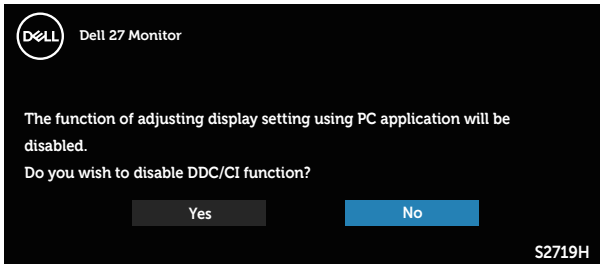 DELL
Dell 27 Monitor
The function of adjusting display setting using PC application will be
disabled.
Do you wish to disable DDC/CI function?
Yes No
S2719H